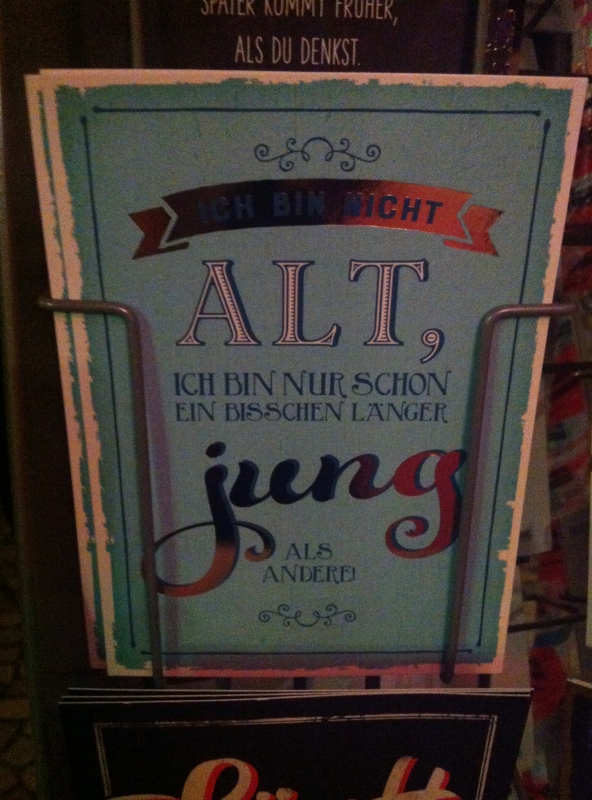 SPÄTER KOMMT FRÜHER,
ALS DU DENKST.
ICH BIN NICHT
ALT,
ICH BIN NUR SCHON
EIN BISSCHEN LÄNGER
jung
ALS
ANDERE!